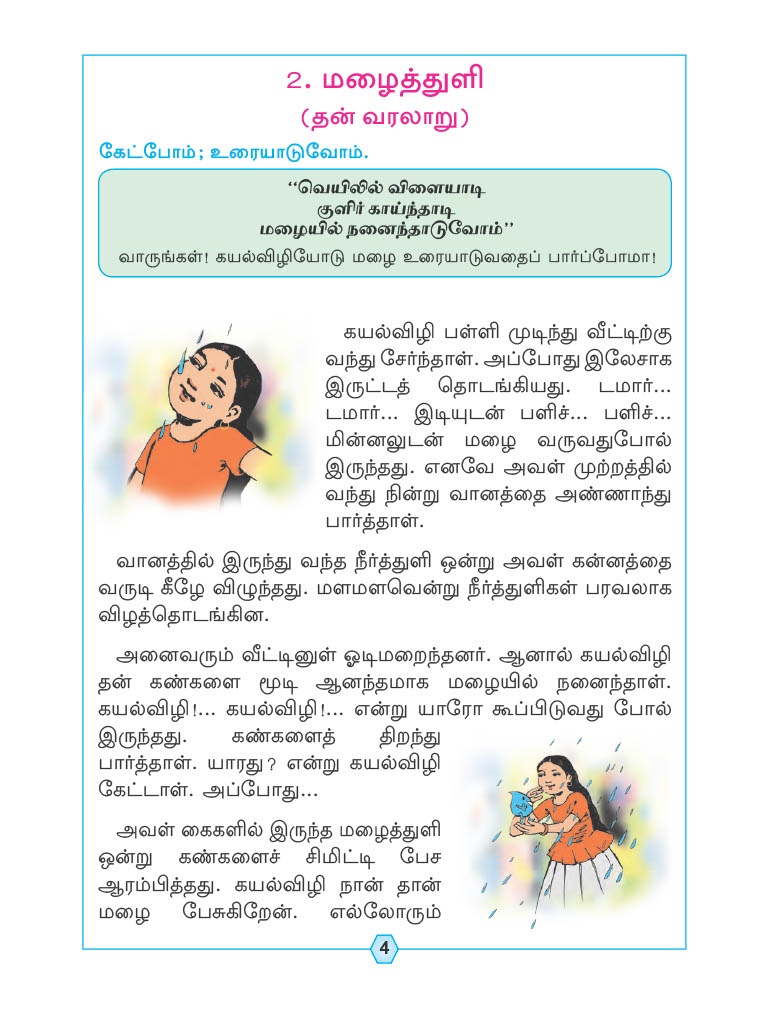 2. மழைத்துளி
(தன் வரலாறு)
கேட்போம்; உரையாடுவோம்.
“வெயிலில் விளையாடி
குளிர் காய்ந்தாடி
மழையில் நனைந்தாடுவோம்”
வாருங்கள்! கயல்விழியோடு மழை உரையாடுவதைப் பார்ப்போமா!
கயல்விழி பள்ளி முடிந்து வீட்டிற்கு
வந்து சேர்ந்தாள். அப்போது இலேசாக
இருட்டத் தொடங்கியது. டமார்...
டமார்... இடியுடன் பளிச்... பளிச்...
மின்னலுடன் மழை வருவதுபோல்
இருந்தது. எனவே அவள் முற்றத்தில்
வந்து நின்று வானத்தை அண்ணாந்து
பார்த்தாள்.
வானத்தில் இருந்து வந்த நீர்த்துளி ஒன்று அவள் கன்னத்தை
வருடி கீழே விழுந்தது. மளமளவென்று நீர்த்துளிகள் பரவலாக
விழத்தொடங்கின.
அனைவரும் வீட்டினுள் ஓடிமறைந்தனர். ஆனால் கயல்விழி
தன் கண்களை மூடி ஆனந்தமாக மழையில் நனைந்தாள்.
கயல்விழி!... கயல்விழி!... என்று யாரோ கூப்பிடுவது போல்
இருந்தது. கண்களைத் திறந்து
பார்த்தாள். யாரது? என்று கயல்விழி
கேட்டாள். அப்போது...
அவள் கைகளில் இருந்த மழைத்துளி
ஒன்று கண்களைச் சிமிட்டி பேச
ஆரம்பித்தது. கயல்விழி நான் தான்
மழை பேசுகிறேன். எல்லோரும்
4